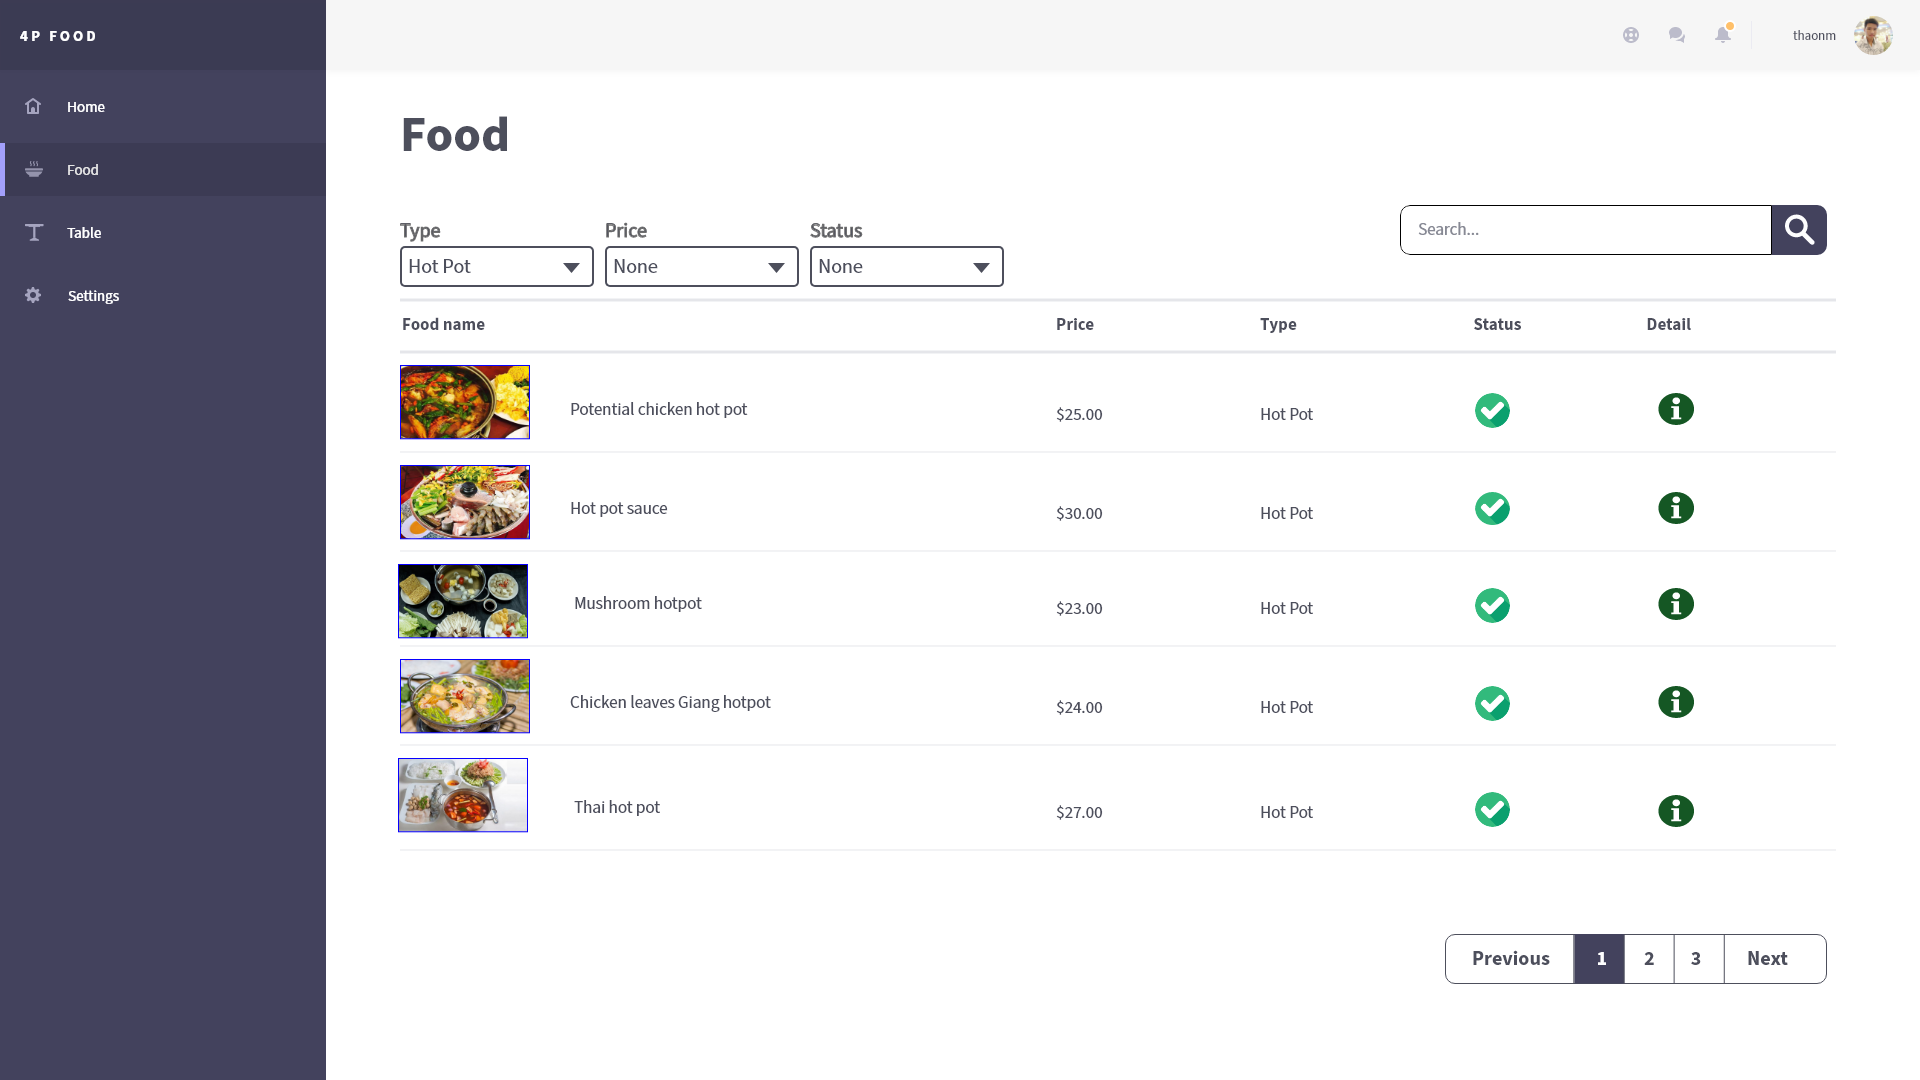 4P FOOD
thaonm
Home
Food
Table
Settings
Food
Type Price Status
Hot Pot None None
Search...
Food name Price Type Status Detail
Potential chicken hot pot $25.00 Hot Pot
Hot pot sauce $30.00 Hot Pot
Mushroom hotpot $23.00 Hot Pot
Chicken leaves Giang hotpot $24.00 Hot Pot
Thai hot pot $27.00 Hot Pot
Previous 1 2 3 Next